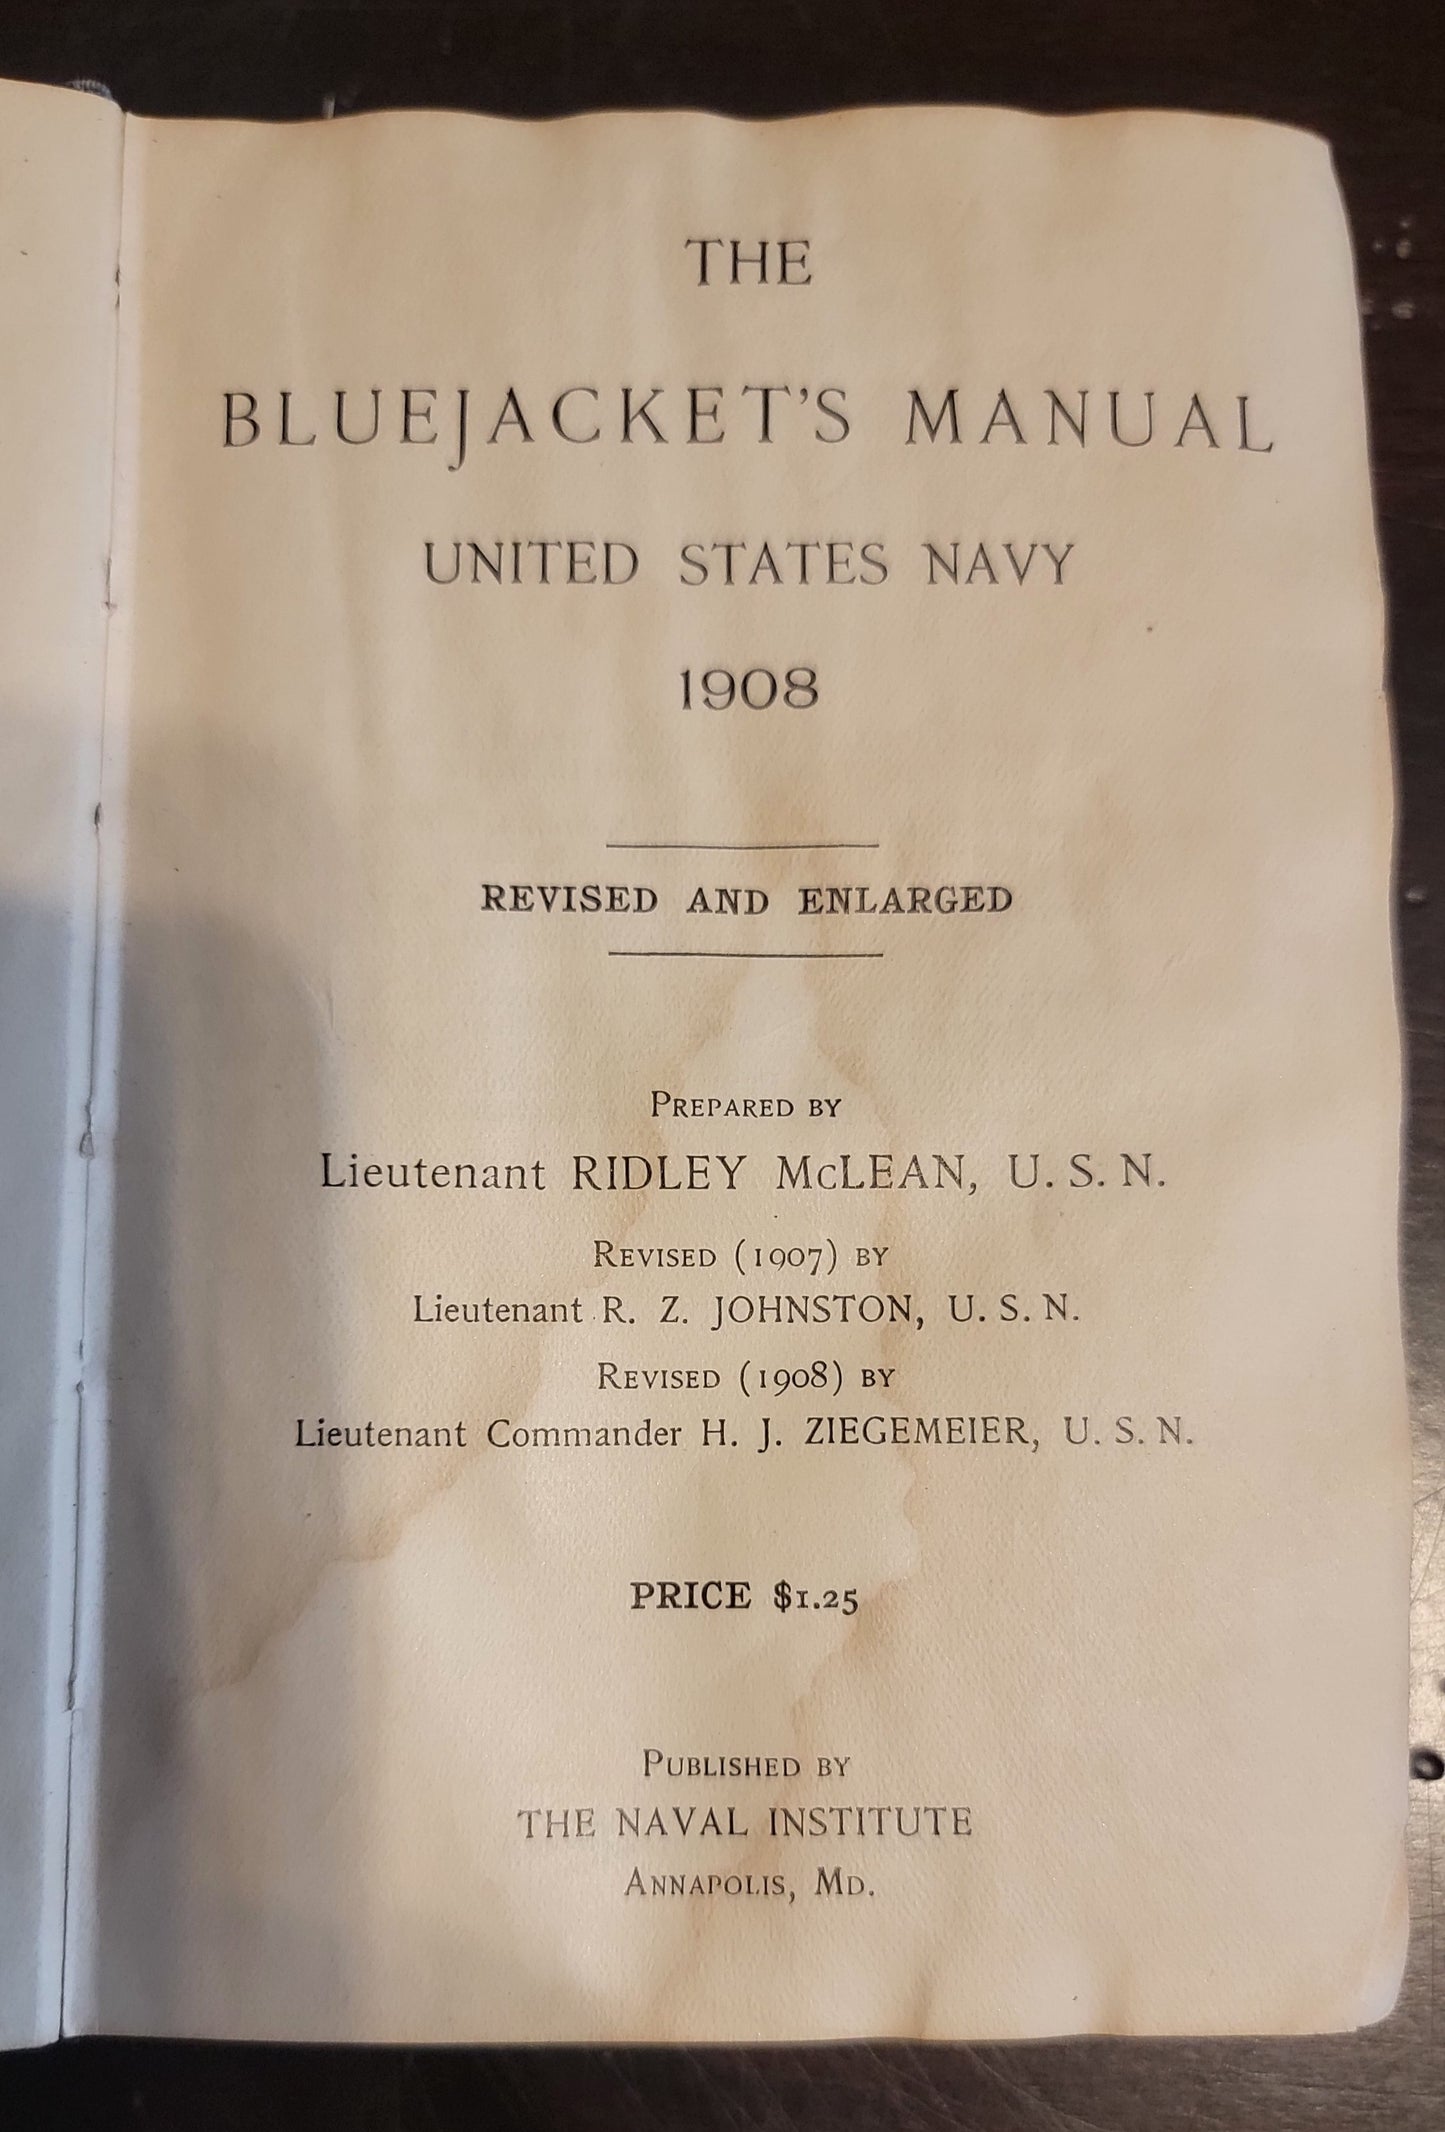 THE
BLUEJACKET'S MANUAL
UNITED STATES NAVY
1908
REVISED AND ENLARGED
PREPARED BY
Lieutenant RIDLEY McLEAN, U. S. N.
REVISED (1907) BY
Lieutenant R. Z. JOHNSTON, U. S. N.
REVISED (1908) BY
Lieutenant Commander H. J. ZIEGEMEIER, U. S. N.
PRICE $1.25
PUBLISHED BY
THE NAVAL INSTITUTE
ANNAPOLIS, MD.